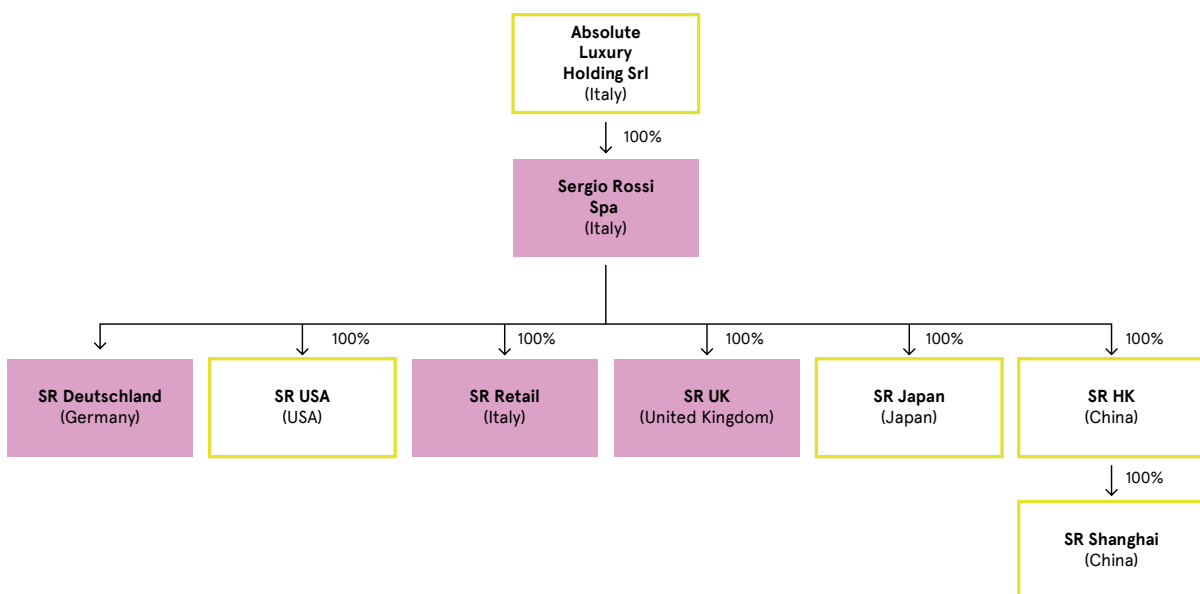 Absolute
Luxury
Holding Srl
(Italy)
100%
Sergio Rossi
Spa
(Italy)
100%
100%
100%
100%
100%
SR Deutschland
(Germany)
SR USA
(USA)
SR Retail
(Italy)
SR UK
(United Kingdom)
SR Japan
(Japan)
SR HK
(China)
100%
SR Shanghai
(China)